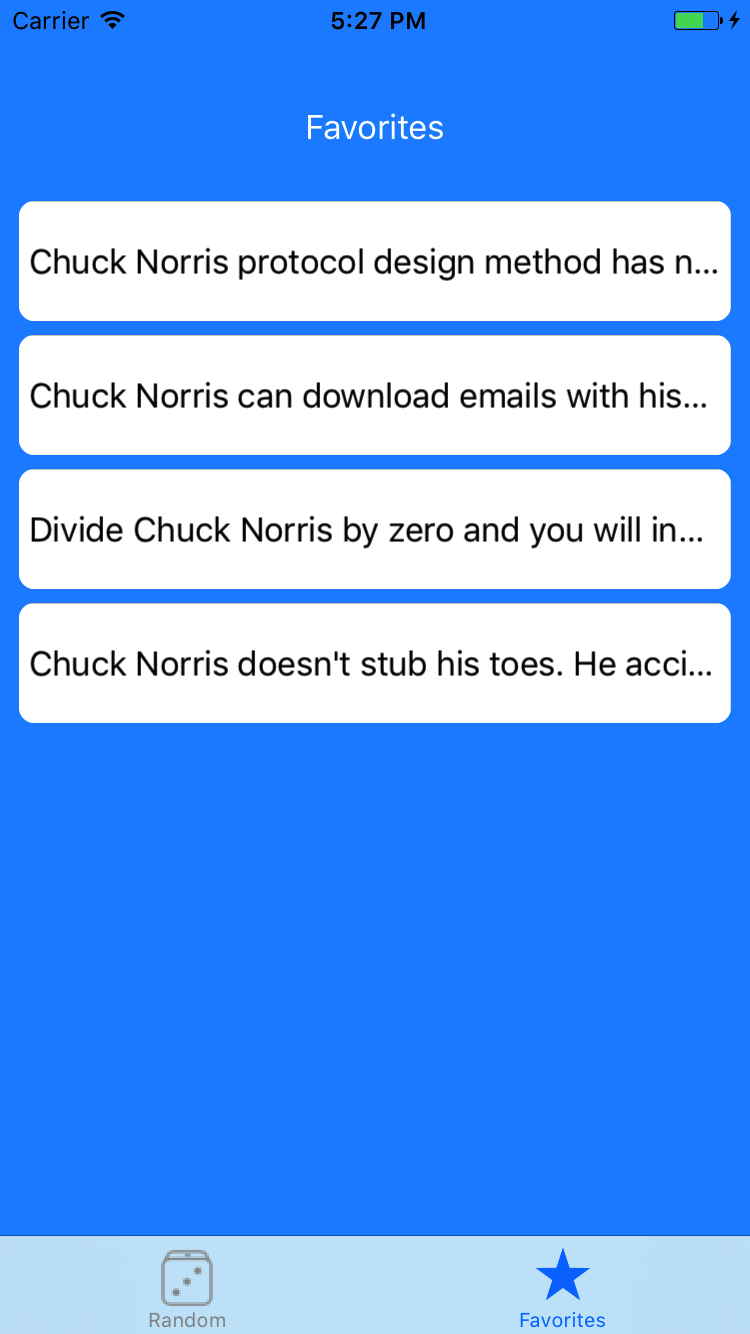 Carrier 5:27 PM
Favorites
Chuck Norris protocol design method has n...
Chuck Norris can download emails with his...
Divide Chuck Norris by zero and you will in...
Chuck Norris doesn't stub his toes. He acci...
Random Favorites